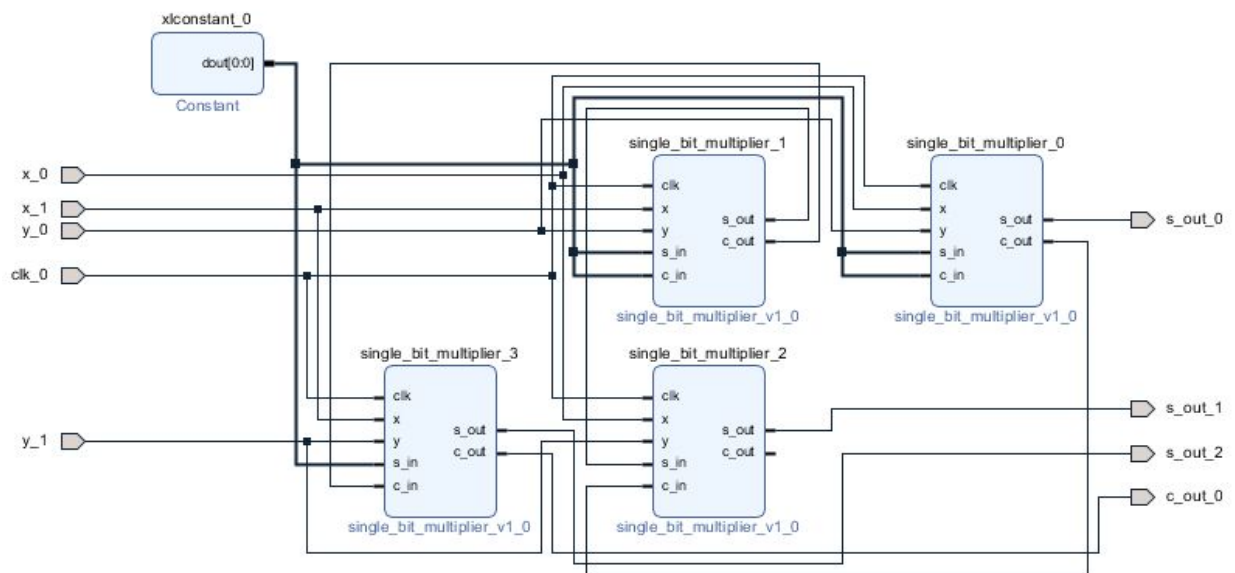 xlconstant_0
dout[0:0]
Constant
x_0
x_1
y_0
clk_0
y_1
single_bit_multiplier_1
clk
x
y
s_in
c_in
s_out
c_out
single_bit_multiplier_v1_0
single_bit_multiplier_0
clk
x
y
s_in
c_in
s_out
c_out
single_bit_multiplier_v1_0
single_bit_multiplier_3
clk
x
y
s_in
c_in
s_out
c_out
single_bit_multiplier_v1_0
single_bit_multiplier_2
clk
x
y
s_in
c_in
s_out
c_out
single_bit_multiplier_v1_0
s_out_0
s_out_1
s_out_2
c_out_0